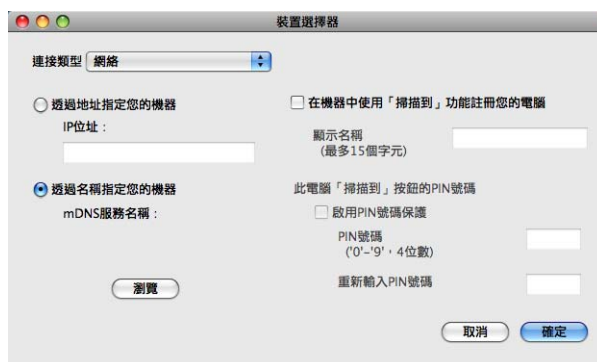 裝置選擇器
連接類型 網絡
透過地址指定您的機器
IP位址：
透過名稱指定您的機器
mDNS服務名稱：
瀏覽
在機器中使用「掃描到」功能註冊您的電腦
顯示名稱
(最多15個字元)
此電腦「掃描到」按鈕的PIN號碼
啟用PIN號碼保護
PIN號碼
('0'-'9'，4位數)
重新輸入PIN號碼
取消 確定